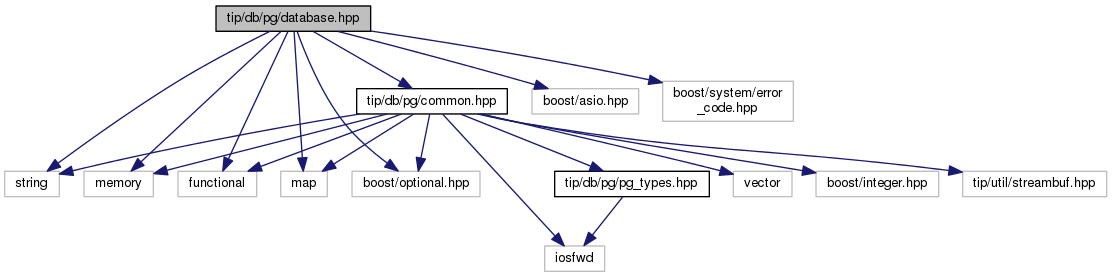 tip/db/pg/database.hpp
tip/db/pg/common.hpp
boost/asio.hpp
boost/system/error
_code.hpp
string
memory
functional
map
boost/optional.hpp
tip/db/pg/pg_types.hpp
vector
boost/integer.hpp
tip/util/streambuf.hpp
iosfwd